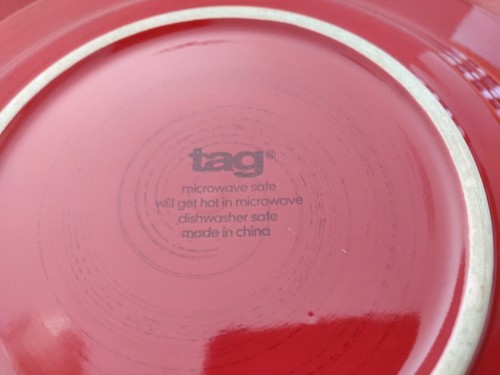 tag®
microwave safe
will get hot in microwave
dishwasher safe
made in china